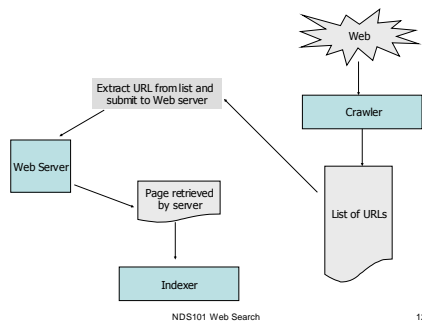 Web
Extract URL from list and
submit to Web server
Crawler
Web Server
Page retrieved
by server
List of URLs
Indexer
NDS101 Web Search
12